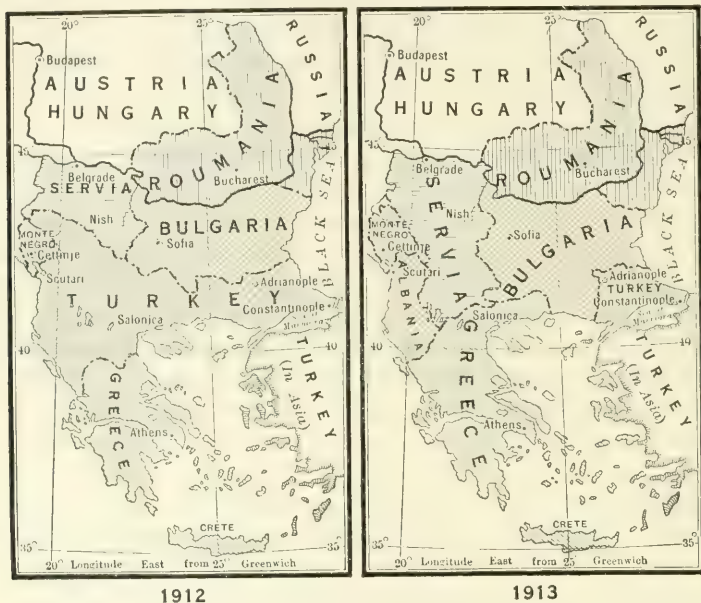 20°
25°
RUSSIA
Budapest
AUSTRIA
HUNGARY
ROUMANIA
45
45
Belgrade
SERVIA
Bucharest
Nish
BULGARIA
Sofia
MONTE
NEGRO
Cettinje
Scutari
BLACK SEA
Adrianople
TURKEY
Constantinople
Salonica
40
40
GREECE
TURKEY
(In Asia)
Athens
CRETE
35°
35°
20° Longitude East from 25° Greenwich
1912
20°
25°
RUSSIA
Budapest
AUSTRIA
HUNGARY
ROUMANIA
45
45
Belgrade
SERVIA
Bucharest
Nish
BULGARIA
Sofia
MONTE
NEGRO
Cettinje
Scutari
ALBANIA
BLACK SEA
Adrianople
TURKEY
Constantinople
Salonica
40
40
GREECE
TURKEY
(In Asia)
Athens
CRETE
35°
35°
20° Longitude East from 25° Greenwich
1913